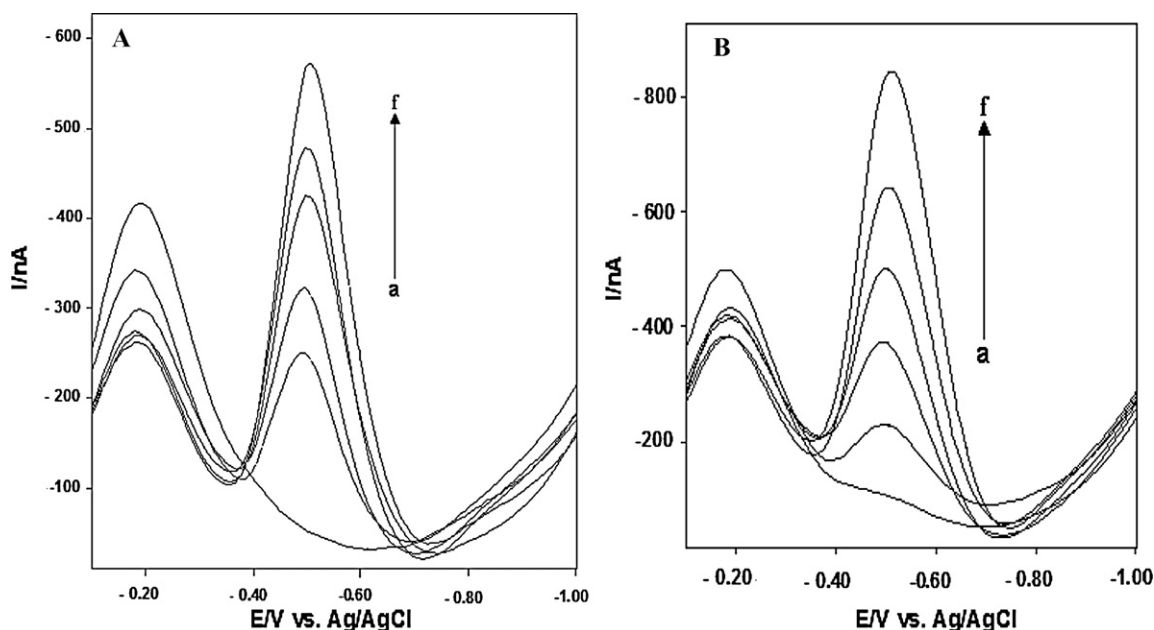 A
I/nA
- 600
- 500
- 400
- 300
- 200
-100
f
a
- 0.20
- 0.40
-0.60
- 0.80
-1.00
E/V vs. Ag/AgCl
B
I/nA
- 800
- 600
- 400
- 200
f
a
- 0.20
- 0.40
-0.60
- 0.80
-1.00
E/V vs. Ag/AgCl